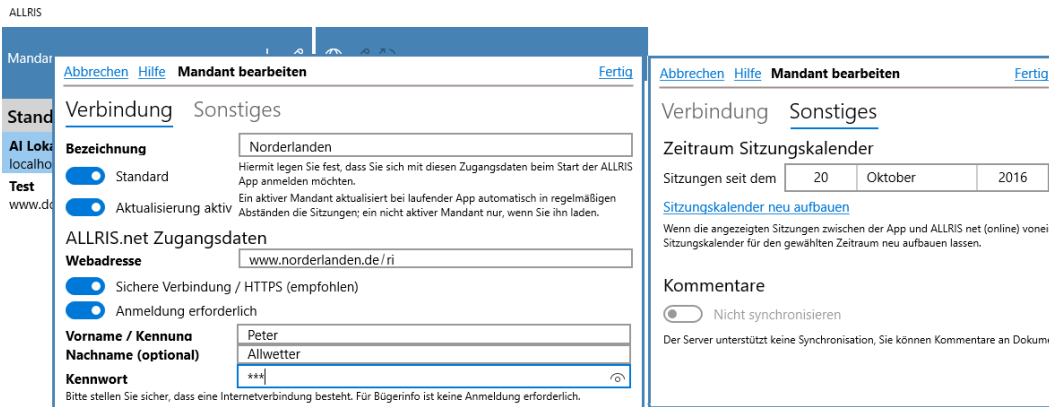 ALLRIS
Mandan
Stand
AI Loka
localho
Test
www.do
Abbrechen Hilfe Mandant bearbeiten Fertig
Verbindung Sonstiges
Bezeichnung Norderlanden
Standard
Hiermit legen Sie fest, dass Sie sich mit diesen Zugangsdaten beim Start der ALLRIS
App anmelden möchten.
Aktualisierung aktiv
Ein aktiver Mandant aktualisiert bei laufender App automatisch in regelmäßigen
Abständen die Sitzungen; ein nicht aktiver Mandant nur, wenn Sie ihn laden.
ALLRIS.net Zugangsdaten
Webadresse www.norderlanden.de/ri
Sichere Verbindung / HTTPS (empfohlen)
Anmeldung erforderlich
Vorname / Kennung Peter
Nachname (optional) Allwetter
Kennwort ***
Bitte stellen Sie sicher, dass eine Internetverbindung besteht. Für Bügerinfo ist keine Anmeldung erforderlich.
Abbrechen Hilfe Mandant bearbeiten Fertig
Verbindung Sonstiges
Zeitraum Sitzungskalender
Sitzungen seit dem 20 Oktober 2016
Sitzungskalender neu aufbauen
Wenn die angezeigten Sitzungen zwischen der App und ALLRIS net (online) vonei
Sitzungskalender für den gewählten Zeitraum neu aufbauen lassen.
Kommentare
Nicht synchronisieren
Der Server unterstützt keine Synchronisation, Sie können Kommentare an Dokume